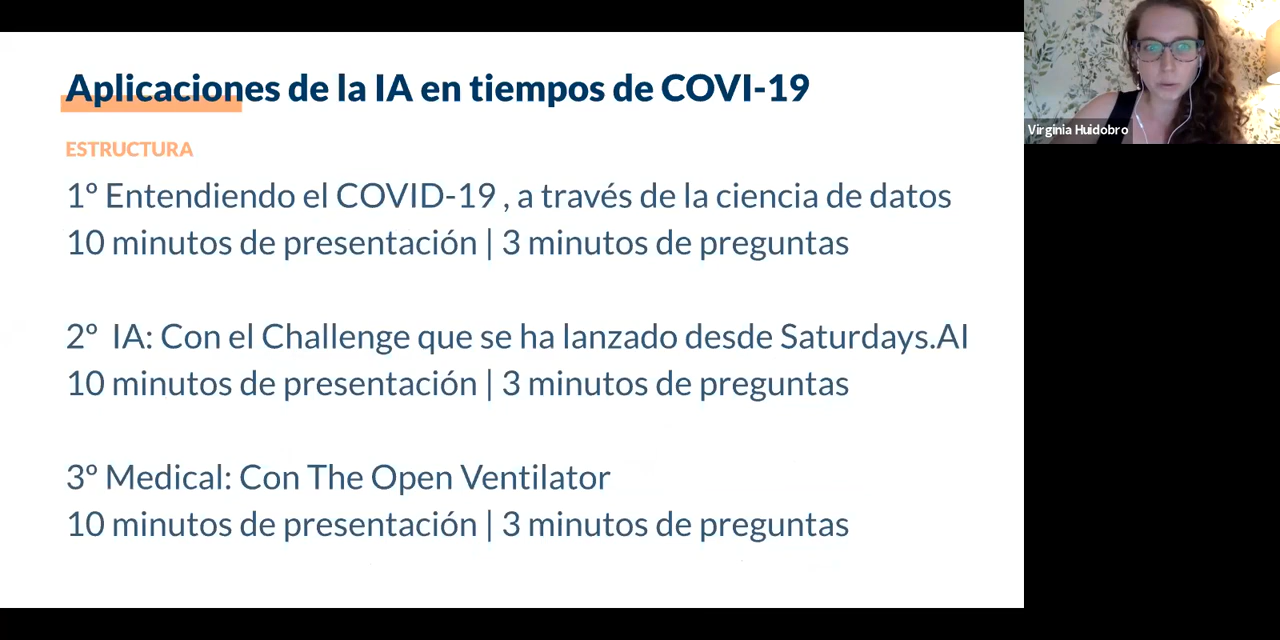 Aplicaciones de la IA en tiempos de COVI-19
ESTRUCTURA
1º Entendiendo el COVID-19 , a través de la ciencia de datos
10 minutos de presentación | 3 minutos de preguntas
2º IA: Con el Challenge que se ha lanzado desde Saturdays.AI
10 minutos de presentación | 3 minutos de preguntas
3º Medical: Con The Open Ventilator
10 minutos de presentación | 3 minutos de preguntas
Virginia Huidobro